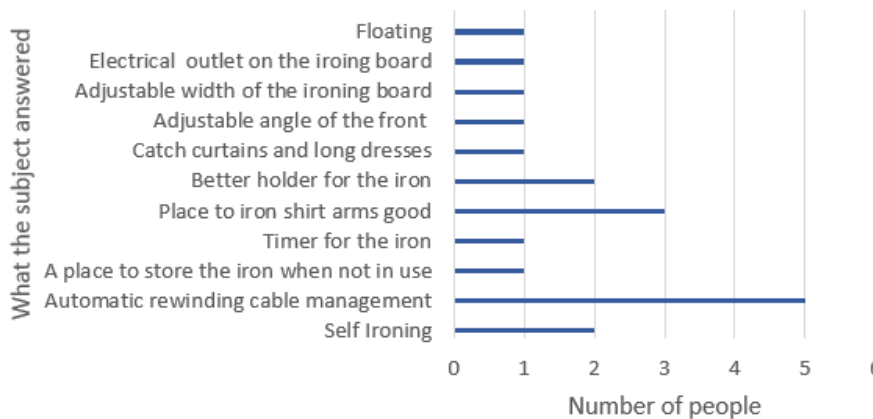 What the subject answered
Floating
Electrical outlet on the iroing board
Adjustable width of the ironing board
Adjustable angle of the front
Catch curtains and long dresses
Better holder for the iron
Place to iron shirt arms good
Timer for the iron
A place to store the iron when not in use
Automatic rewinding cable management
Self Ironing
0 1 2 3 4 5 6
Number of people